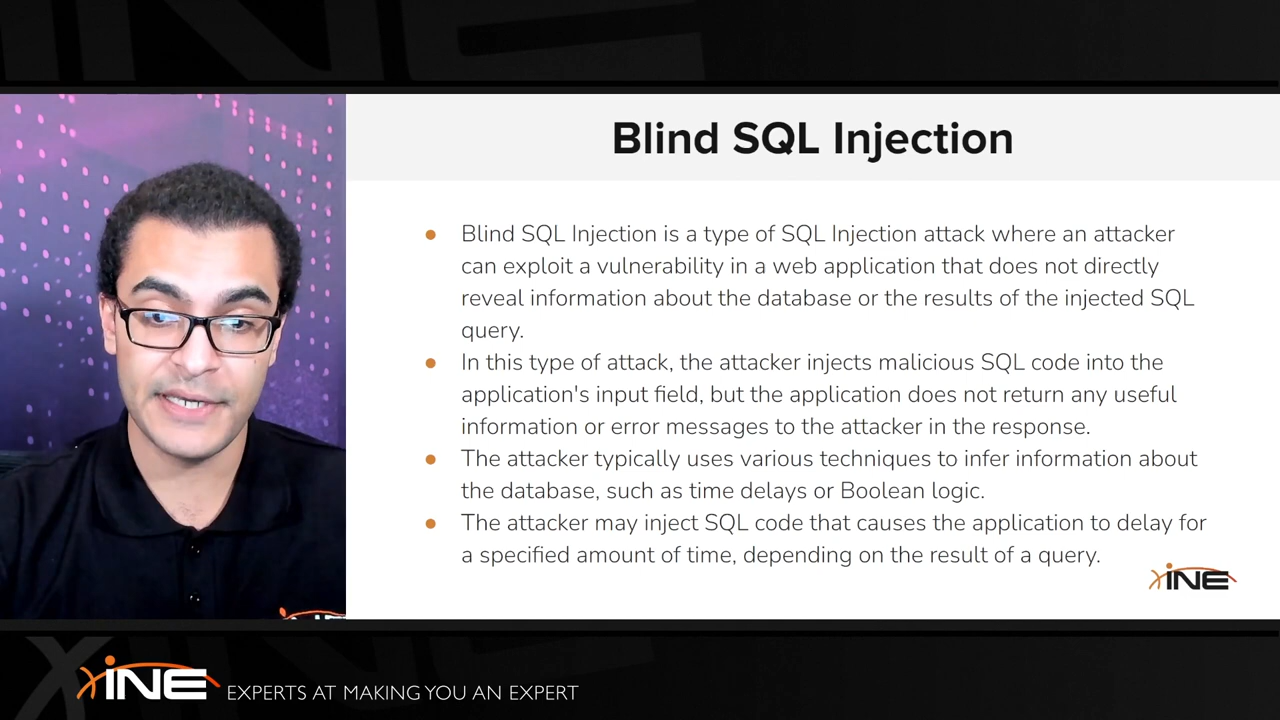 Blind SQL Injection
● Blind SQL Injection is a type of SQL Injection attack where an attacker
can exploit a vulnerability in a web application that does not directly
reveal information about the database or the results of the injected SQL
query.
● In this type of attack, the attacker injects malicious SQL code into the
application's input field, but the application does not return any useful
information or error messages to the attacker in the response.
● The attacker typically uses various techniques to infer information about
the database, such as time delays or Boolean logic.
● The attacker may inject SQL code that causes the application to delay for
a specified amount of time, depending on the result of a query.
iNE
iNE EXPERTS AT MAKING YOU AN EXPERT